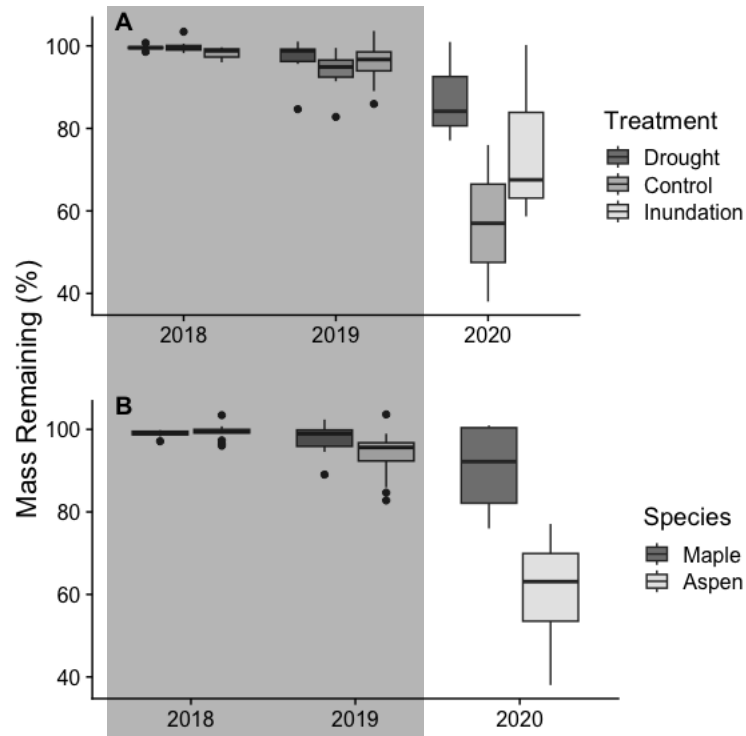 A
100
80
60
40
2018
2019
2020
Treatment
Drought
Control
Inundation
Mass Remaining (%)
B
100
80
60
40
2018
2019
2020
Species
Maple
Aspen